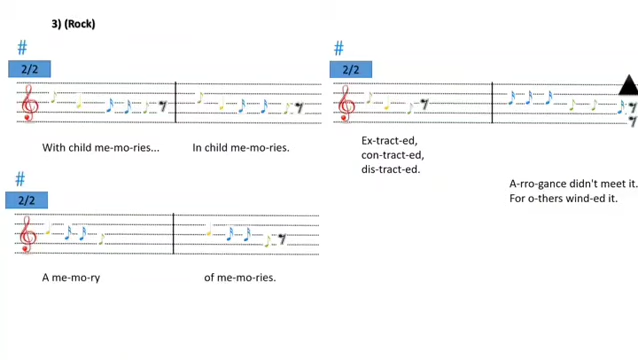 3) (Rock)
#
2/2
With child me-mo-ries...
In child me-mo-ries.
#
2/2
Ex-tract-ed,
con-tract-ed,
dis-tract-ed.
A-rro-gance didn't meet it.
For o-thers wind-ed it.
#
2/2
A me-mo-ry
of me-mo-ries.